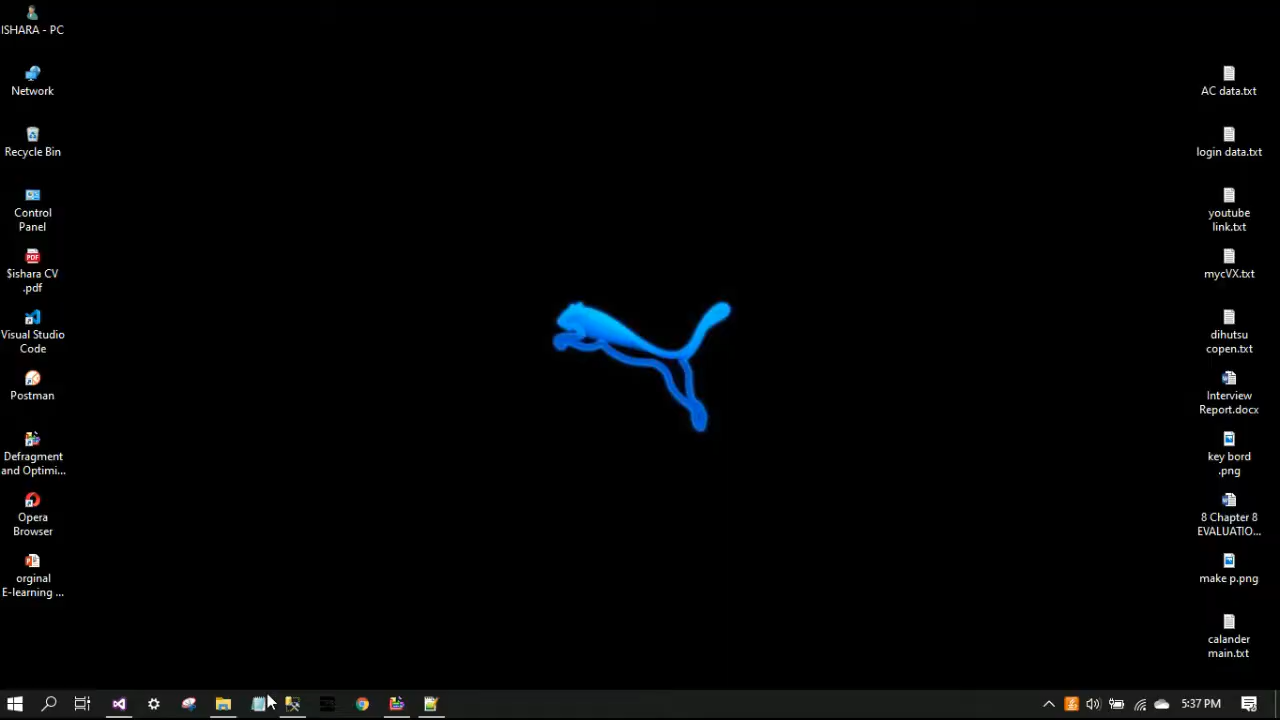 ISHARA - PC
Network
Recycle Bin
Control
Panel
$ishara CV
.pdf
Visual Studio
Code
Postman
Defragment
and Optimi...
Opera
Browser
orginal
E-learning ...
AC data.txt
login data.txt
youtube
link.txt
mycVX.txt
dihutsu
copen.txt
Interview
Report.docx
key bord
.png
8 Chapter 8
EVALUATIO...
make p.png
calander
main.txt
5:37 PM